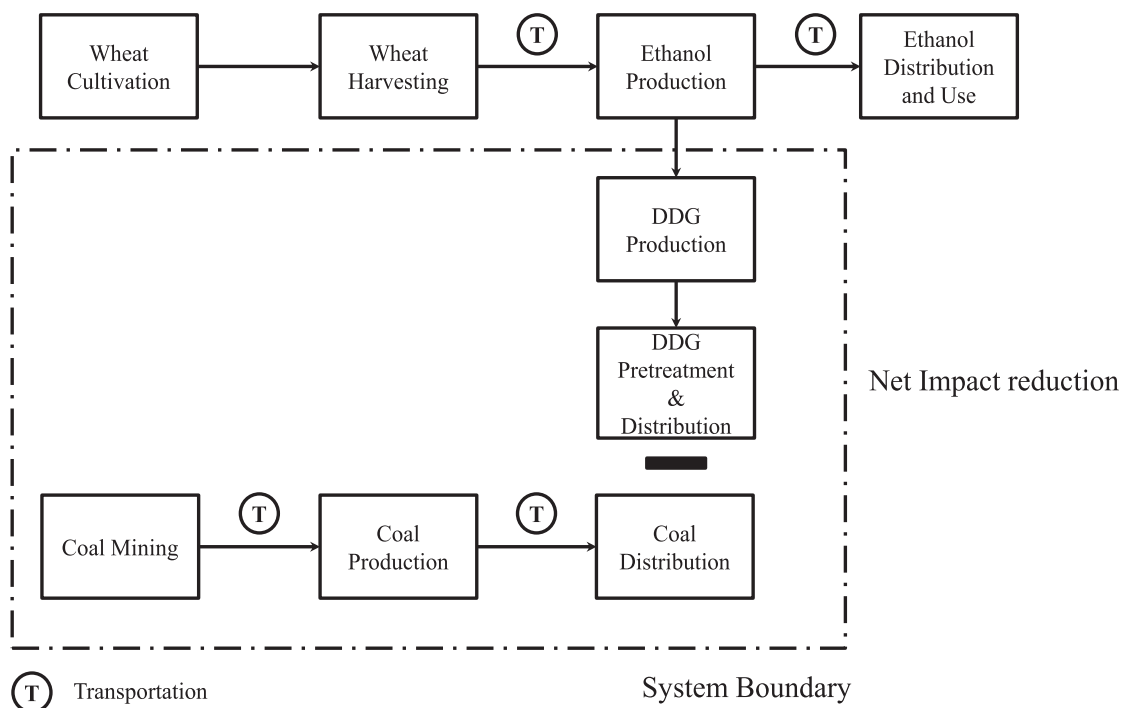 T
T
Wheat
Cultivation
Wheat
Harvesting
Ethanol
Production
Ethanol
Distribution
and Use
DDG
Production
DDG
Pretreatment
&
Distribution
Net Impact reduction
T
T
Coal Mining
Coal
Production
Coal
Distribution
T Transportation
System Boundary